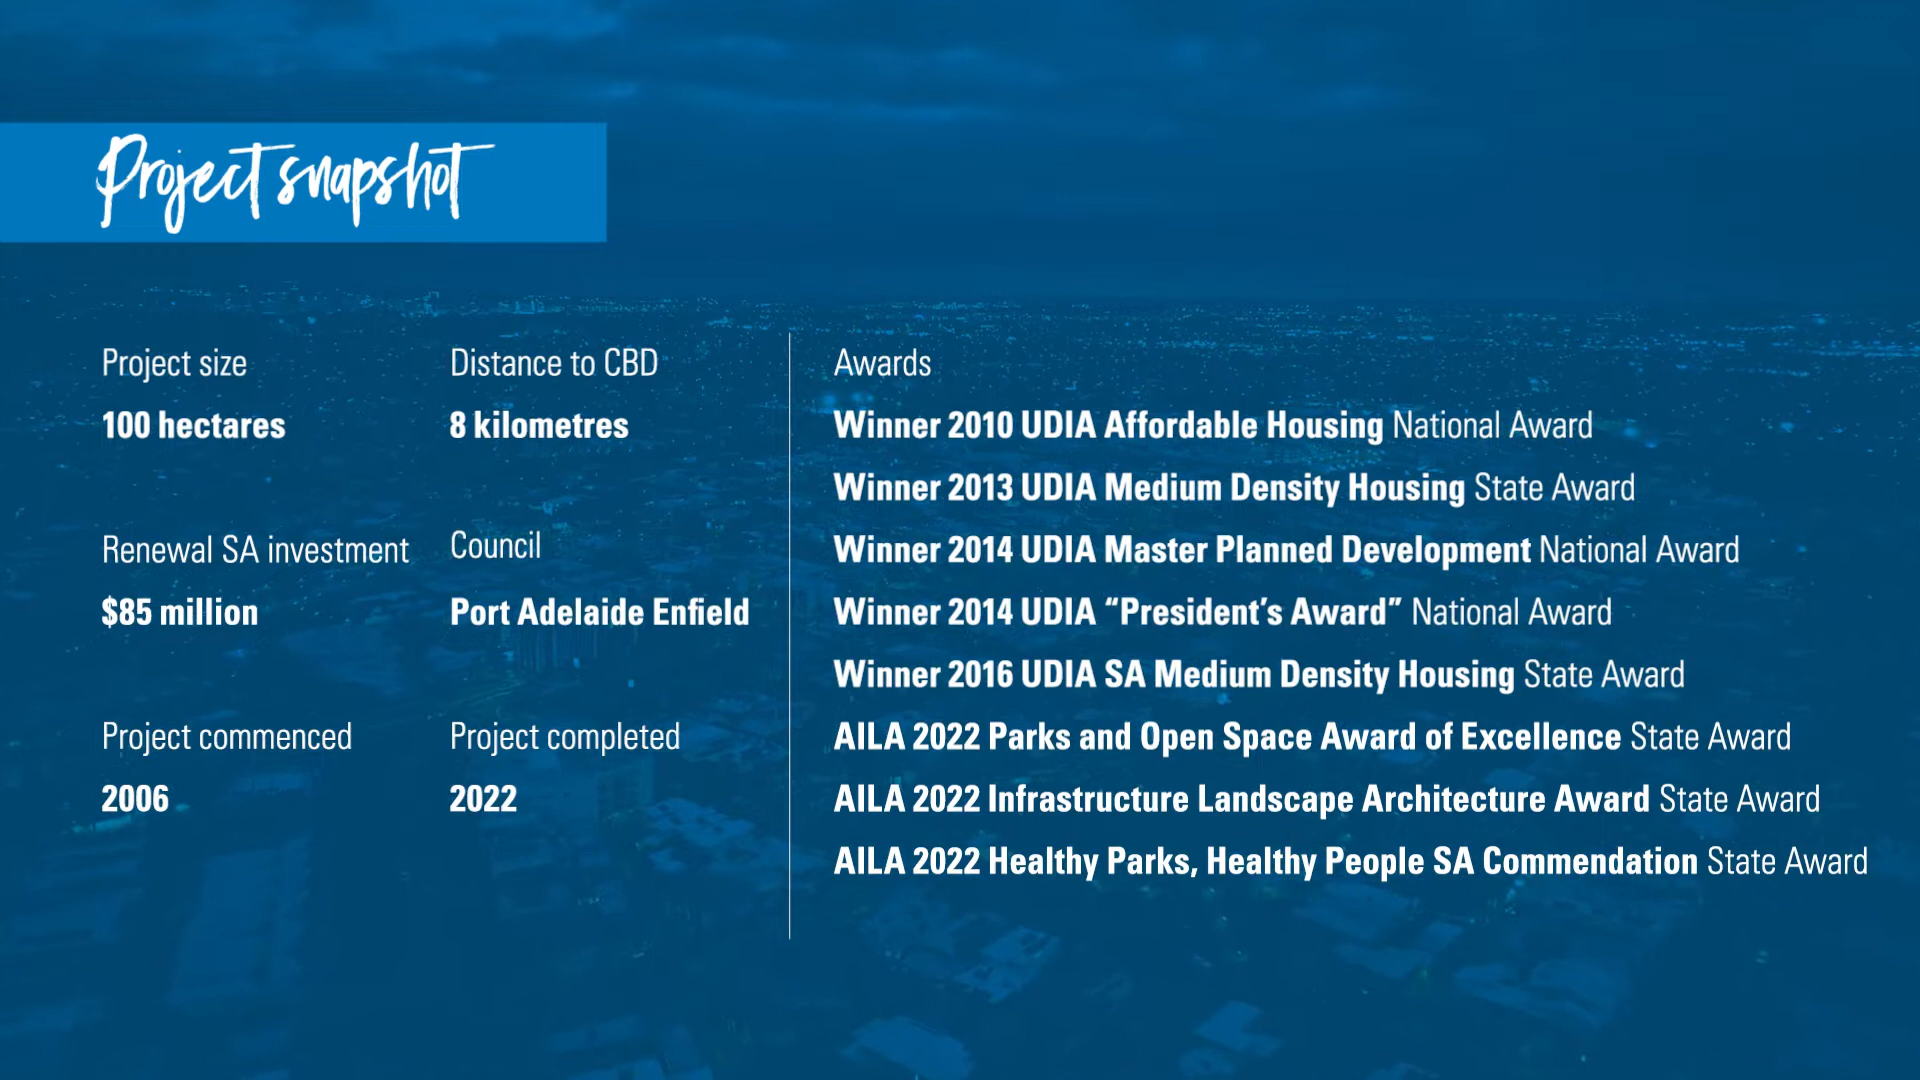 Project snapshot
Project size
100 hectares
Distance to CBD
8 kilometres
Renewal SA investment
$85 million
Council
Port Adelaide Enfield
Project commenced
2006
Project completed
2022
Awards
Winner 2010 UDIA Affordable Housing National Award
Winner 2013 UDIA Medium Density Housing State Award
Winner 2014 UDIA Master Planned Development National Award
Winner 2014 UDIA “President’s Award” National Award
Winner 2016 UDIA SA Medium Density Housing State Award
AILA 2022 Parks and Open Space Award of Excellence State Award
AILA 2022 Infrastructure Landscape Architecture Award State Award
AILA 2022 Healthy Parks, Healthy People SA Commendation State Award